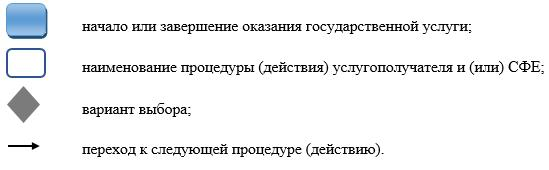 начало или завершение оказания государственной услуги;
наименование процедуры (действия) услугополучателя и (или) СФЕ;
вариант выбора;
переход к следующей процедуре (действию).